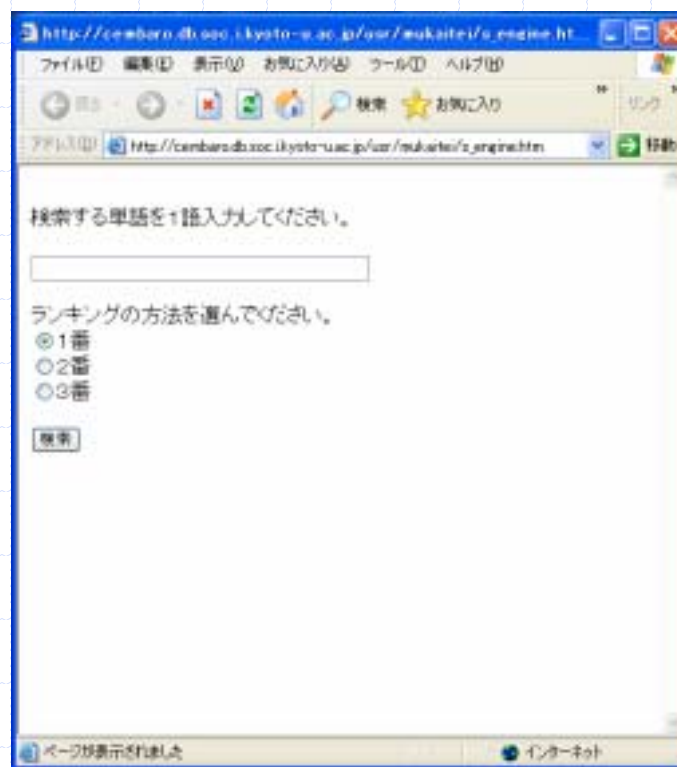 http://cembaro.db.soc.i.kyoto-u.ac.jp/usr/mukaitei/s_engine.ht
ファイル(F) 編集(E) 表示(V) お気に入り(A) ツール(T) ヘルプ(H)
戻る 検索 お気に入り » リンク »
アドレス(D) http://cembaro.db.soc.i.kyoto-u.ac.jp/usr/mukaitei/s_engine.htm 移動
検索する単語を1語入力してください。
ランキングの方法を選んでください。
1番
2番
3番
検索
ページが表示されました インターネット